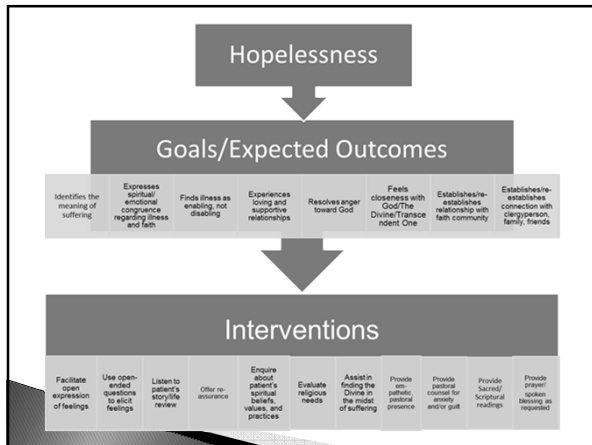 Hopelessness
Goals/Expected Outcomes
Identifies the
meaning of
suffering
Expresses
spiritual/
emotional
congruence
regarding illness
and faith
Finds illness as
enabling, not
disabling
Experiences
loving and
supportive
relationships
Resolves anger
toward God
Feels
closeness with
God/The
Divine/Transce
ndent One
Establishes/re-
establishes
relationship with
faith community
Establishes/re-
establishes
connection with
clergyperson,
family, friends
Interventions
Facilitate
open
expression
of feelings
Use open-
ended
questions
to elicit
feelings
Listen to
patient's
story/life
review
Offer re-
assurance
Enquire
about
patient's
spiritual
beliefs,
values, and
practices
Evaluate
religious
needs
Assist in
finding the
Divine in
the midst
of suffering
Provide
em-
pathetic,
pastoral
presence
Provide
pastoral
counsel for
anxiety
and/or guilt
Provide
Sacred/
Scriptural
readings
Provide
prayer/
spoken
blessing as
requested